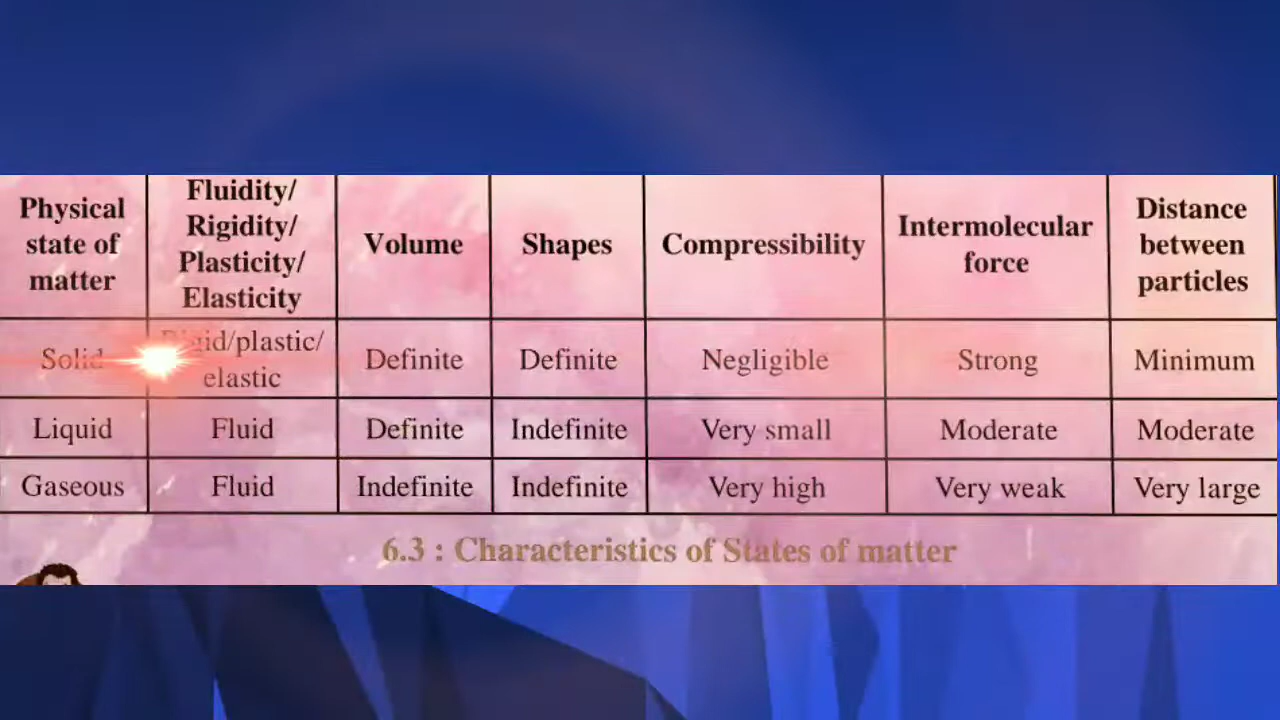 Physical state of matter Fluidity/ Rigidity/ Plasticity/ Elasticity Volume Shapes Compressibility Intermolecular force Distance between particles
Solid Rigid/plastic/ elastic Definite Definite Negligible Strong Minimum
Liquid Fluid Definite Indefinite Very small Moderate Moderate
Gaseous Fluid Indefinite Indefinite Very high Very weak Very large
6.3 : Characteristics of States of matter